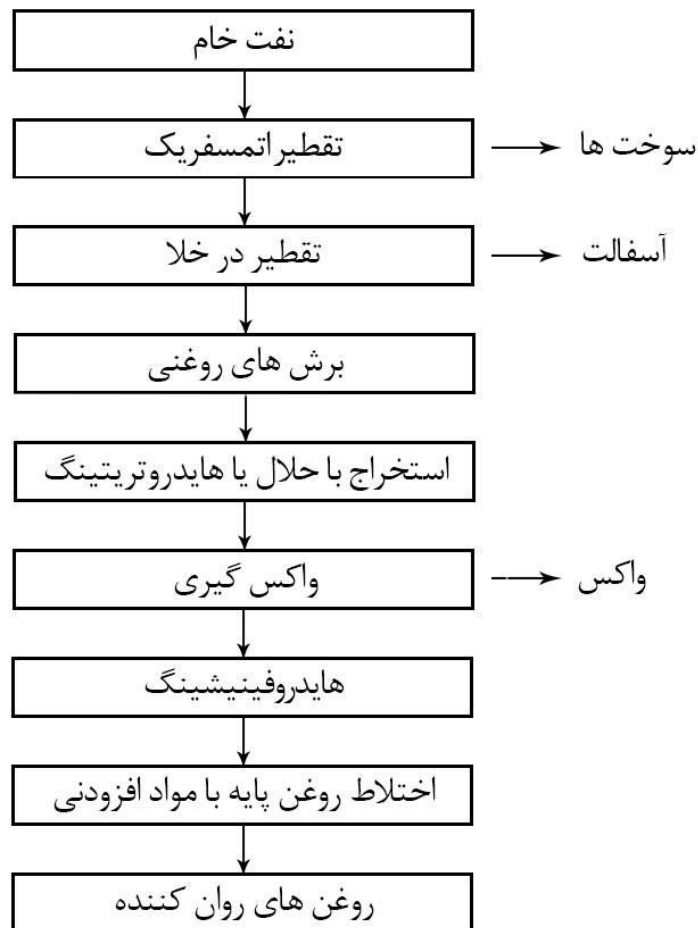 نفت خام
تقطیر اتمسفریک
سوخت ها
تقطیر در خلا
آسفالت
برش های روغنی
استخراج با حلال یا هایدروتریتینگ
واکس گیری
واکس
هایدروفینیشینگ
اختلاط روغن پایه با مواد افزودنی
روغن های روان کننده